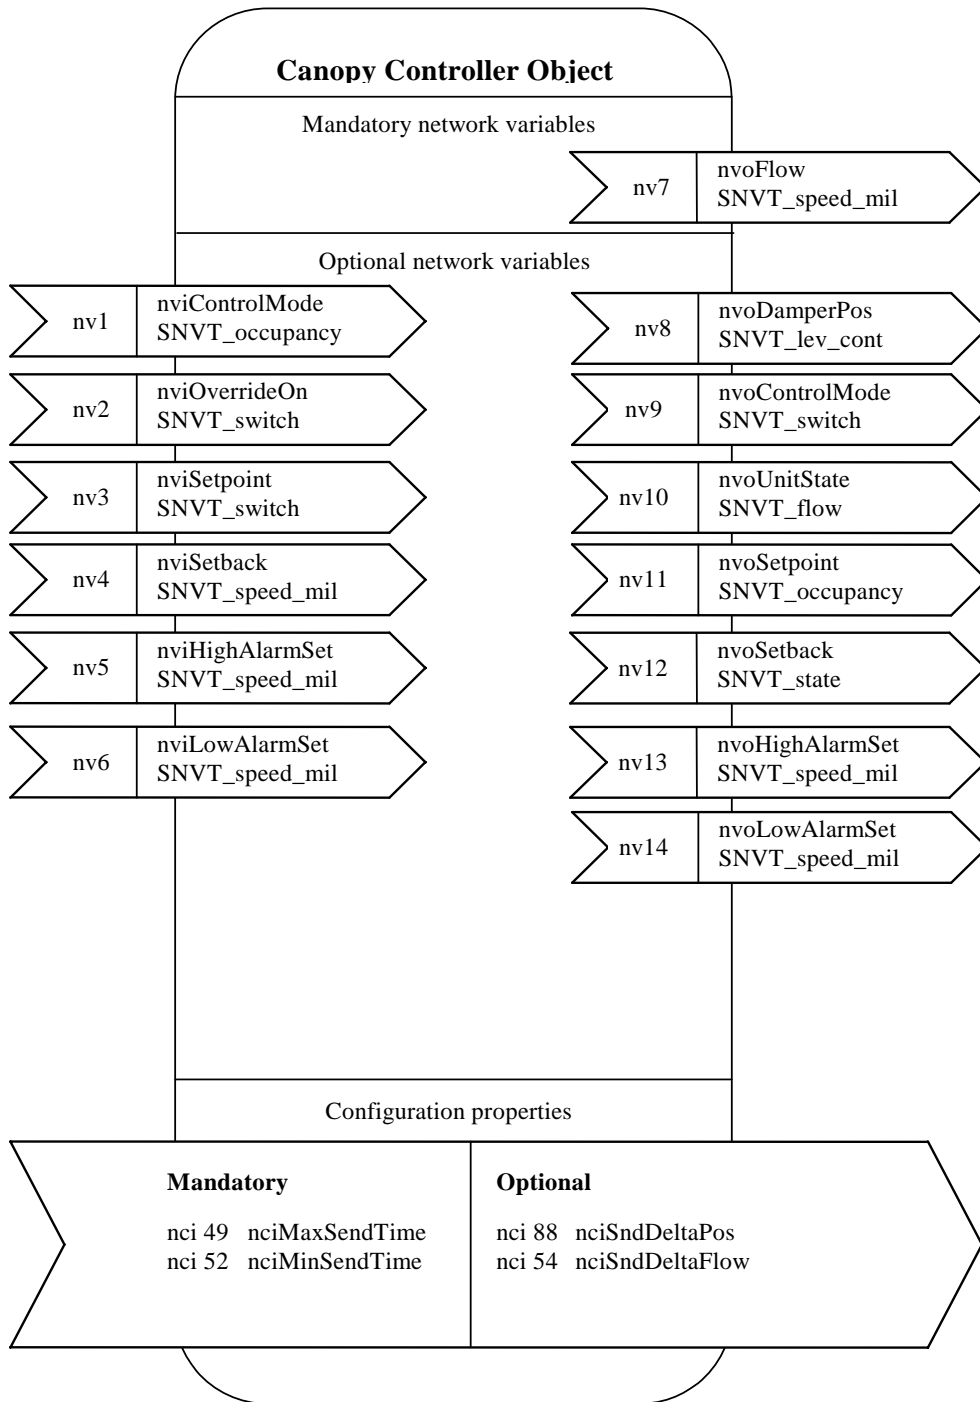 Canopy Controller Object
Mandatory network variables
nv7
nvoFlow
SNVT_speed_mil
Optional network variables
nv1
nviControlMode
SNVT_occupancy
nv8
nvoDamperPos
SNVT_lev_cont
nv2
nviOverrideOn
SNVT_switch
nv9
nvoControlMode
SNVT_switch
nv3
nviSetpoint
SNVT_switch
nv10
nvoUnitState
SNVT_flow
nv4
nviSetback
SNVT_speed_mil
nv11
nvoSetpoint
SNVT_occupancy
nv5
nviHighAlarmSet
SNVT_speed_mil
nv12
nvoSetback
SNVT_state
nv6
nviLowAlarmSet
SNVT_speed_mil
nv13
nvoHighAlarmSet
SNVT_speed_mil
nv14
nvoLowAlarmSet
SNVT_speed_mil
Configuration properties
Mandatory
nci 49 nciMaxSendTime
nci 52 nciMinSendTime
Optional
nci 88 nciSndDeltaPos
nci 54 nciSndDeltaFlow